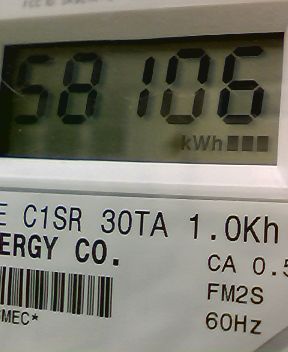 58106
kWh
E C1SR 30TA 1.0Kh
ERGY CO.
CA 0.5
FM2S
MEC*
60Hz